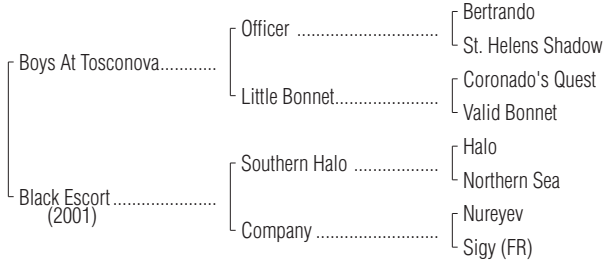 Bertrando
Officer ................................
St. Helens Shadow
Boys At Tosconova............
Coronado's Quest
Little Bonnet.......................
Valid Bonnet
Halo
Southern Halo ...................
Northern Sea
Black Escort .......................
(2001)
Nureyev
Company ............................
Sigy (FR)